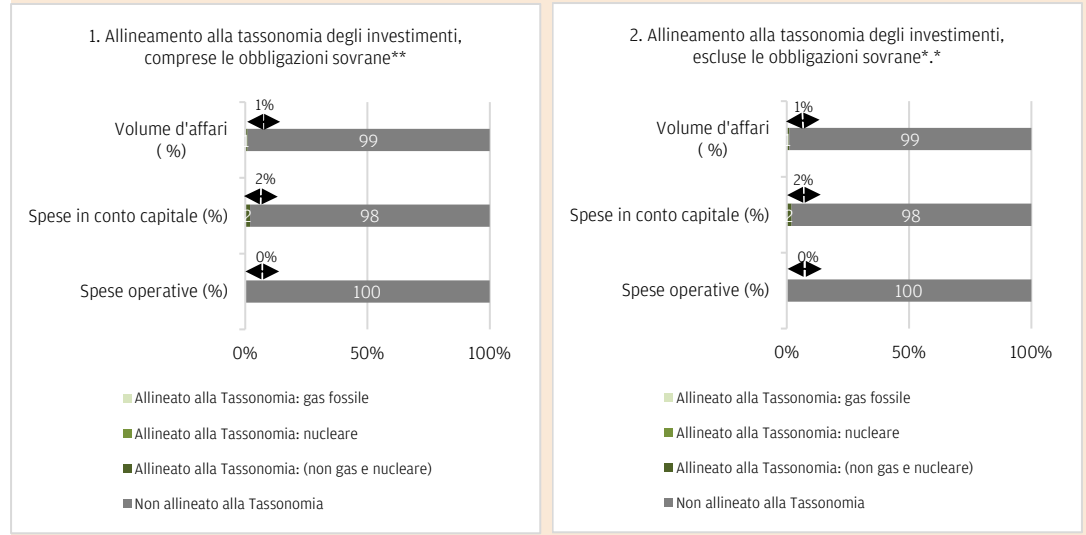 1. Allineamento alla tassonomia degli investimenti,
comprese le obbligazioni sovrane**
1%
Volume d'affari
( %)
1
99
2%
Spese in conto capitale (%)
2
98
0%
Spese operative (%)
100
0%
50%
100%
Allineato alla Tassonomia: gas fossile
Allineato alla Tassonomia: nucleare
Allineato alla Tassonomia: (non gas e nucleare)
Non allineato alla Tassonomia
2. Allineamento alla tassonomia degli investimenti,
escluse le obbligazioni sovrane*.*
1%
Volume d'affari
( %)
1
99
2%
Spese in conto capitale (%)
2
98
0%
Spese operative (%)
100
0%
50%
100%
Allineato alla Tassonomia: gas fossile
Allineato alla Tassonomia: nucleare
Allineato alla Tassonomia: (non gas e nucleare)
Non allineato alla Tassonomia